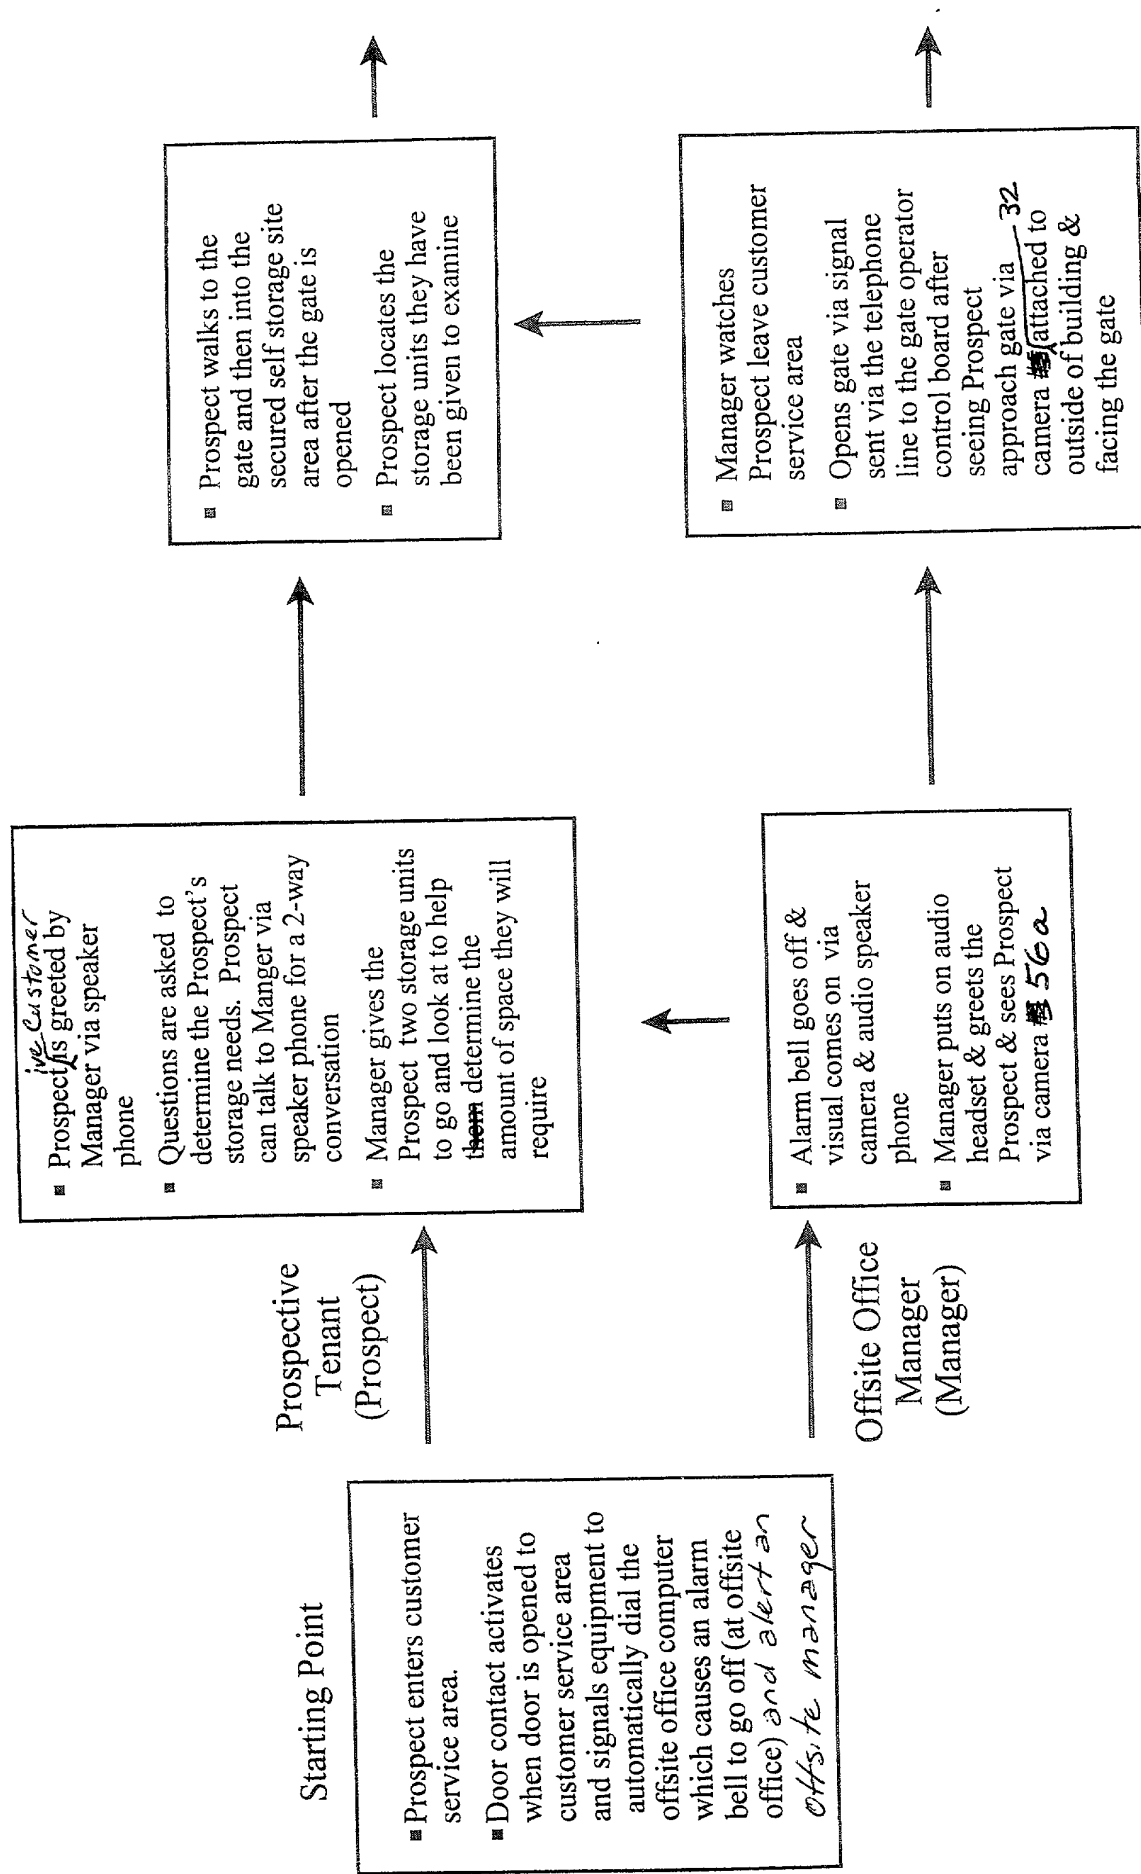 Starting Point
▪ Prospect enters customer
service area.
▪ Door contact activates
when door is opened to
customer service area
and signals equipment to
automatically dial the
offsite office computer
which causes an alarm
bell to go off (at offsite
office) and alert an
offsite manager
Prospective
Tenant
(Prospect)
▪ Prospective Customer is greeted by
Manager via speaker
phone
▪ Questions are asked to
determine the Prospect's
storage needs. Prospect
can talk to Manger via
speaker phone for a 2-way
conversation
▪ Manager gives the
Prospect two storage units
to go and look at to help
them determine the
amount of space they will
require
▪ Prospect walks to the
gate and then into the
secured self storage site
area after the gate is
opened
▪ Prospect locates the
storage units they have
been given to examine
Offsite Office
Manager
(Manager)
▪ Alarm bell goes off &
visual comes on via
camera & audio speaker
phone
▪ Manager puts on audio
headset & greets the
Prospect & sees Prospect
via camera 56a
▪ Manager watches
Prospect leave customer
service area
▪ Opens gate via signal
sent via the telephone
line to the gate operator
control board after
seeing Prospect
approach gate via
camera 32 attached to
outside of building &
facing the gate